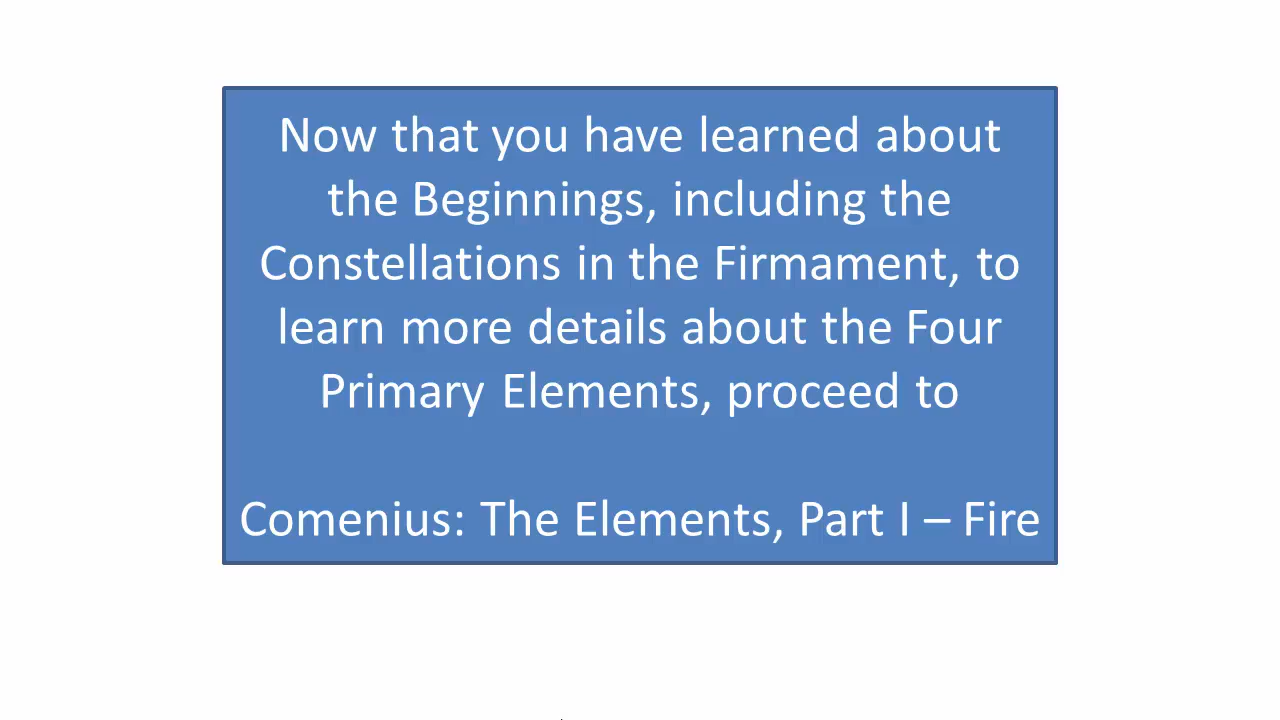 Now that you have learned about
the Beginnings, including the
Constellations in the Firmament, to
learn more details about the Four
Primary Elements, proceed to
Comenius: The Elements, Part I – Fire